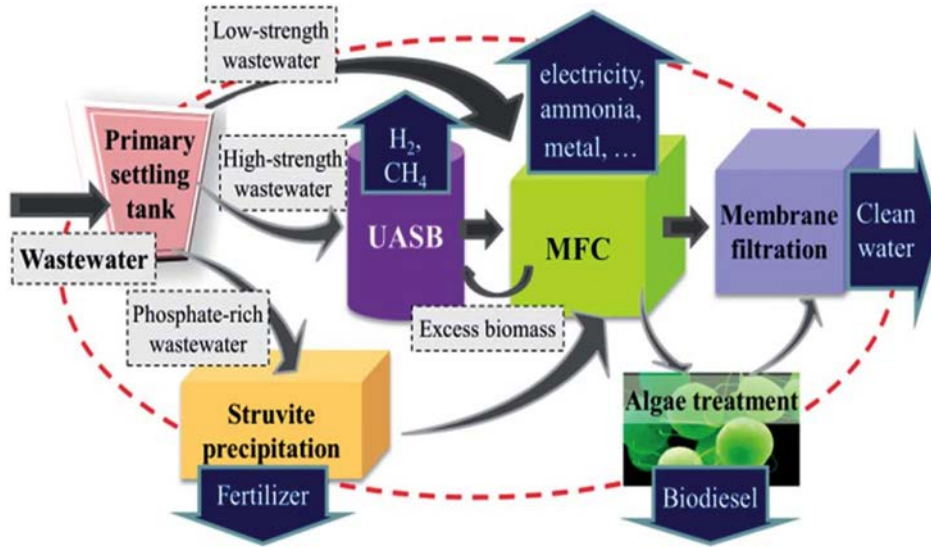 Low-strength
wastewater
electricity,
ammonia,
metal, ...
Primary
settling
tank
High-strength
wastewater
H₂,
CH₄
UASB
MFC
Membrane
filtration
Clean
water
Wastewater
Phosphate-rich
wastewater
Excess biomass
Struvite
precipitation
Algae treatment
Fertilizer
Biodiesel